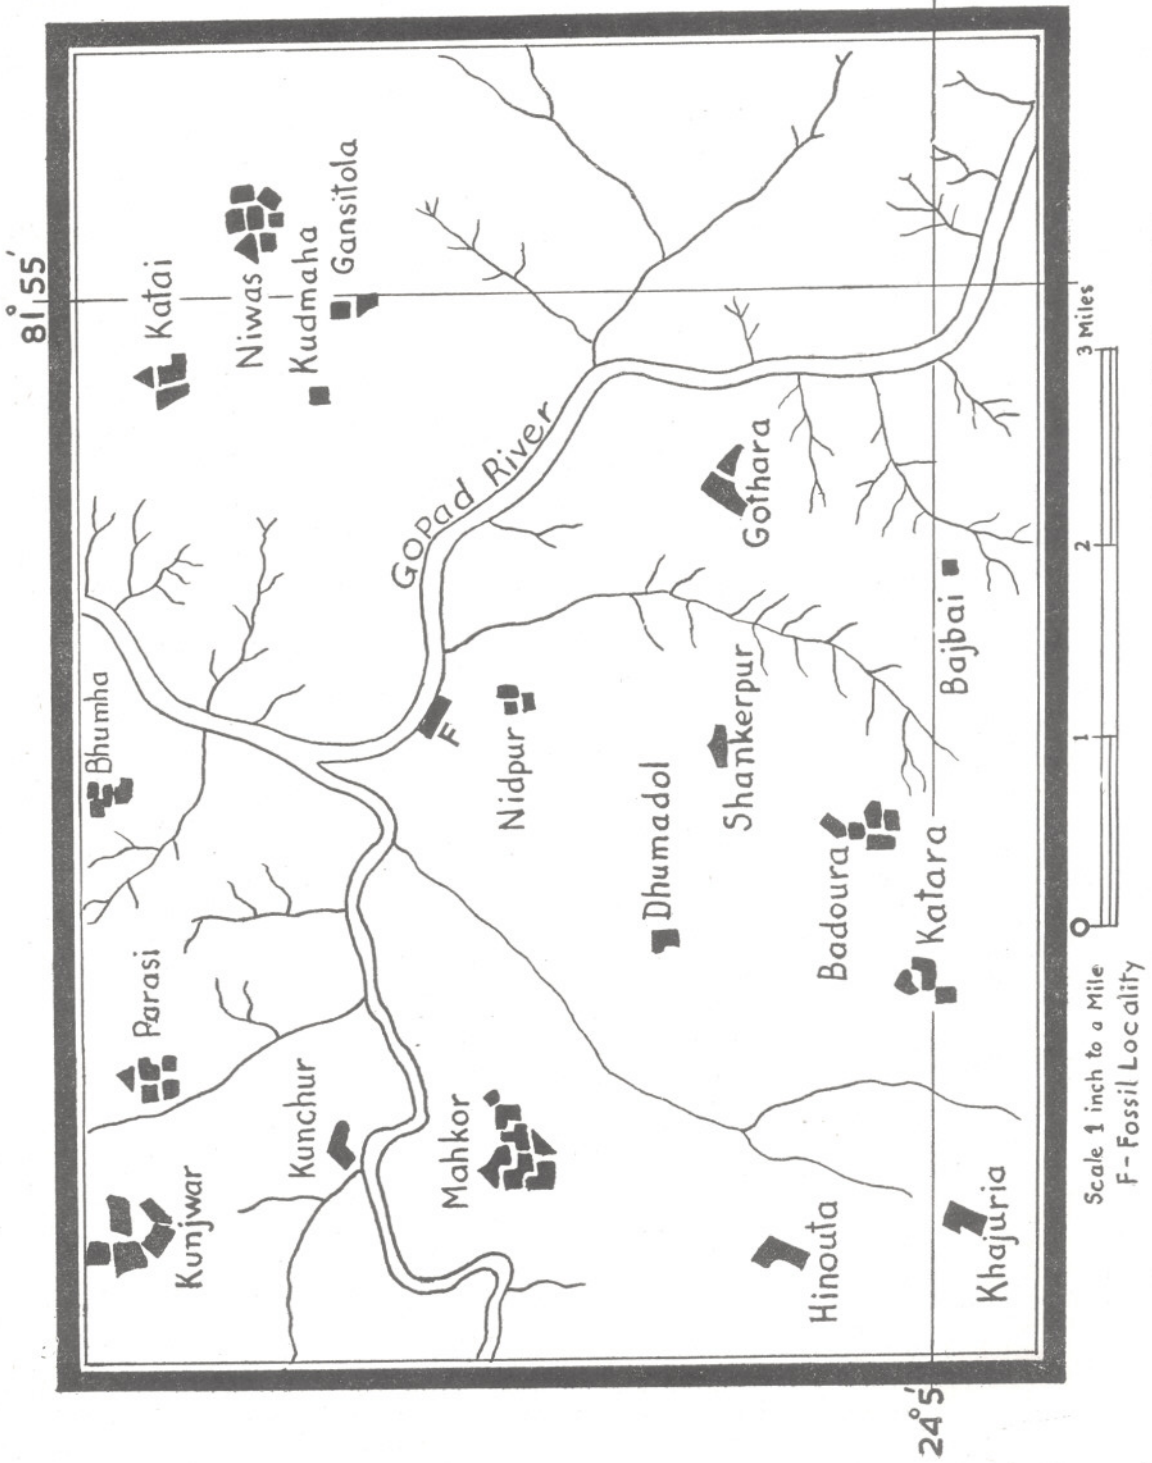 81°55′
Katai
Niwas
Kudmaha
Gansitola
Gopad River
Bhumha
Gothara
F
Nidpur
Bajbai
Shankerpur
Dhumadol
Badoura
Katara
Parasi
Kunchur
Mahkor
Kunjwar
Hinouta
Khajuria
24°5′
0 1 2 3 Miles
Scale 1 inch to a Mile
F - Fossil Locality